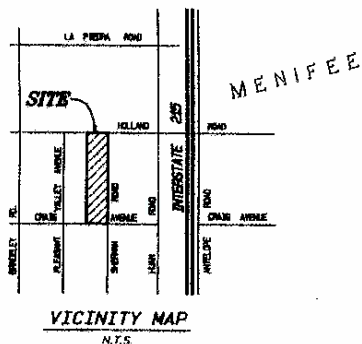 LA PIEDRA ROAD
MENIFEE
SITE
HOLLAND
ROAD
INTERSTATE 215
VALLEY AVENUE
PLEASANT
ROAD
SHERMAN
ROAD
ROAD
ANTELOPE
CRAIG
AVENUE
CRAIG AVENUE
BRADLEY RD.
VICINITY MAP
N.T.S.